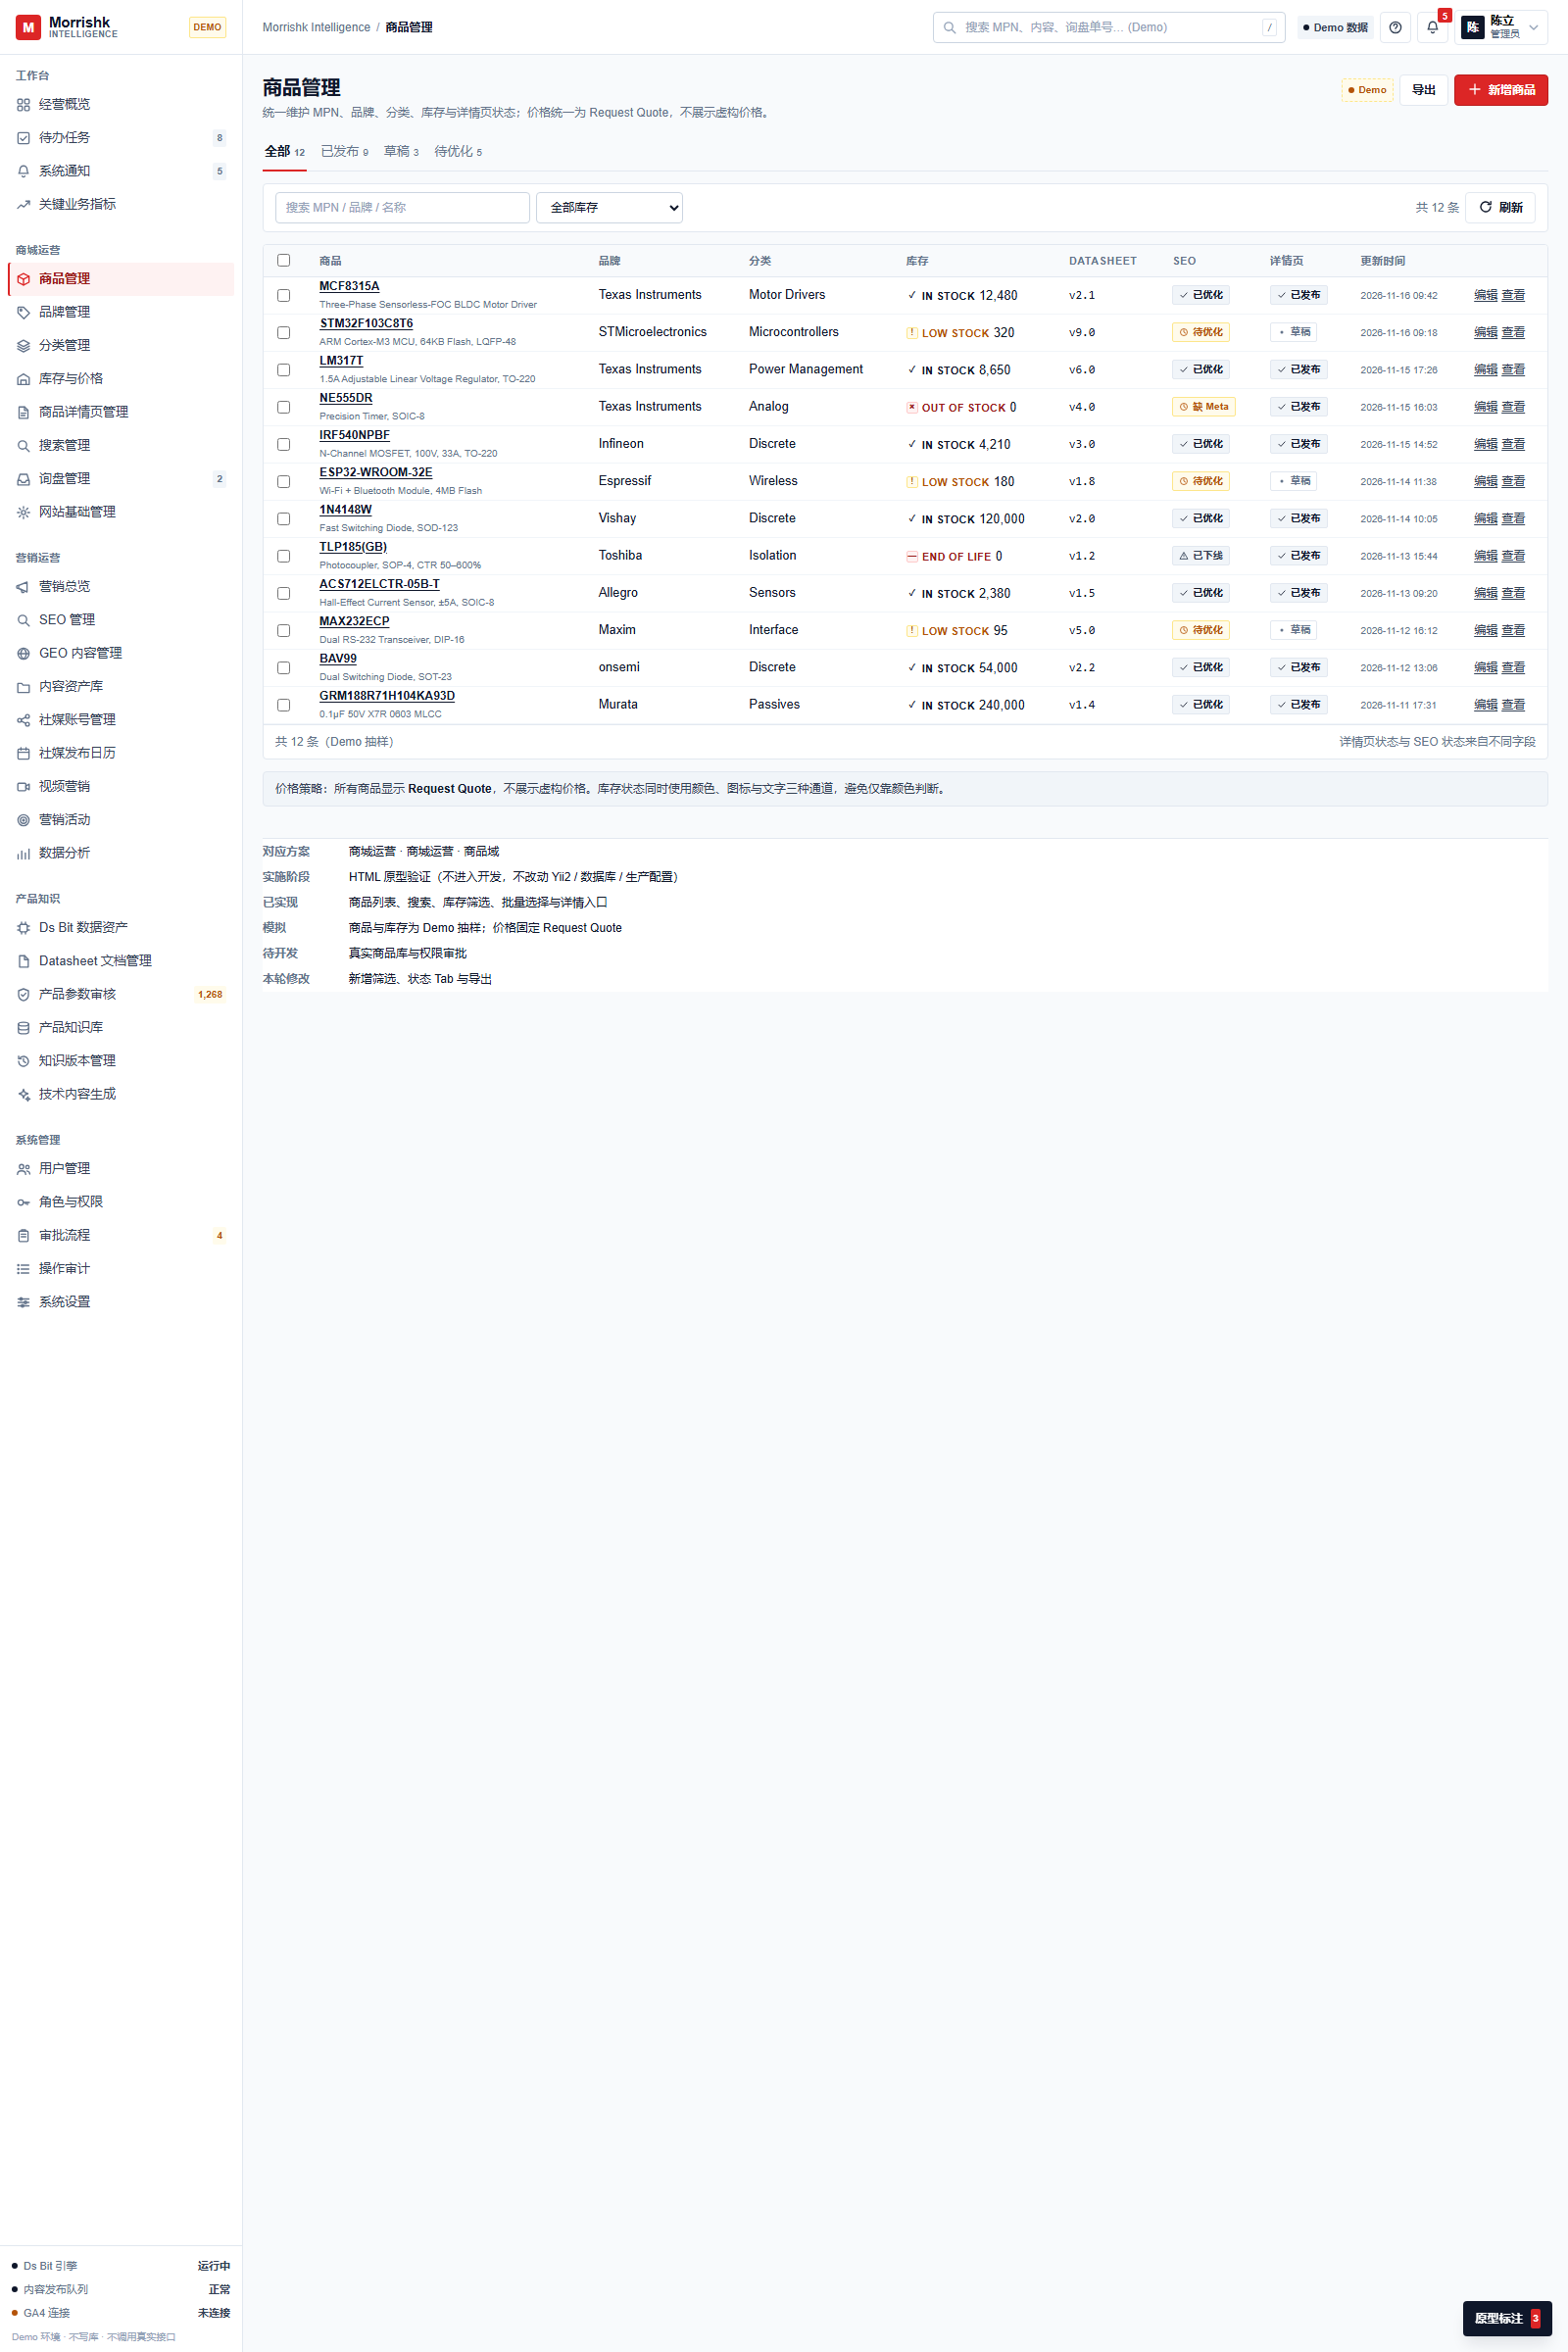 M Morrishk INTELLIGENCE DEMO
工作台
经营概览
待办任务 8
系统通知 5
关键业务指标
商城运营
商品管理
品牌管理
分类管理
库存与价格
商品详情页管理
搜索管理
询盘管理 2
网站基础管理
营销运营
营销总览
SEO 管理
GEO 内容管理
内容资产库
社媒账号管理
社媒发布日历
视频营销
营销活动
数据分析
产品知识
Ds Bit 数据资产
Datasheet 文档管理
产品参数审核 1,268
产品知识库
知识版本管理
技术内容生成
系统管理
用户管理
角色与权限
审批流程 4
操作审计
系统设置
Ds Bit 引擎 运行中
内容发布队列 正常
GA4 连接 未连接
Demo 环境 · 不写库 · 不调用真实接口
Morrishk Intelligence / 商品管理 搜索 MPN、内容、询盘单号... (Demo) / Demo 数据 5 陈 陈立 管理员
商品管理 Demo 导出 新增商品
统一维护 MPN、品牌、分类、库存与详情页状态；价格统一为 Request Quote，不展示虚构价格。
全部 12 已发布 9 草稿 3 待优化 5
搜索 MPN / 品牌 / 名称 全部库存 共 12 条 刷新
商品 品牌 分类 库存 DATASHEET SEO 详情页 更新时间
MCF8315A Texas Instruments Motor Drivers ✓ IN STOCK 12,480 v2.1 已优化 已发布 2026-11-16 09:42 编辑 查看
Three-Phase Sensorless-FOC BLDC Motor Driver
STM32F103C8T6 STMicroelectronics Microcontrollers ! LOW STOCK 320 v9.0 待优化 草稿 2026-11-16 09:18 编辑 查看
ARM Cortex-M3 MCU, 64KB Flash, LQFP-48
LM317T Texas Instruments Power Management ✓ IN STOCK 8,650 v6.0 已优化 已发布 2026-11-15 17:26 编辑 查看
1.5A Adjustable Linear Voltage Regulator, TO-220
NE555DR Texas Instruments Analog OUT OF STOCK 0 v4.0 缺 Meta 已发布 2026-11-15 16:03 编辑 查看
Precision Timer, SOIC-8
IRF540NPBF Infineon Discrete ✓ IN STOCK 4,210 v3.0 已优化 已发布 2026-11-15 14:52 编辑 查看
N-Channel MOSFET, 100V, 33A, TO-220
ESP32-WROOM-32E Espressif Wireless ! LOW STOCK 180 v1.8 待优化 草稿 2026-11-14 11:38 编辑 查看
Wi-Fi + Bluetooth Module, 4MB Flash
1N4148W Vishay Discrete ✓ IN STOCK 120,000 v2.0 已优化 已发布 2026-11-14 10:05 编辑 查看
Fast Switching Diode, SOD-123
TLP185(GB) Toshiba Isolation END OF LIFE 0 v1.2 已下线 已发布 2026-11-13 15:44 编辑 查看
Photocoupler, SOP-4, CTR 50–600%
ACS712ELCTR-05B-T Allegro Sensors ✓ IN STOCK 2,380 v1.5 已优化 已发布 2026-11-13 09:20 编辑 查看
Hall-Effect Current Sensor, ±5A, SOIC-8
MAX232ECP Maxim Interface ! LOW STOCK 95 v5.0 待优化 草稿 2026-11-12 16:12 编辑 查看
Dual RS-232 Transceiver, DIP-16
BAV99 onsemi Discrete ✓ IN STOCK 54,000 v2.2 已优化 已发布 2026-11-12 13:06 编辑 查看
Dual Switching Diode, SOT-23
GRM188R71H104KA93D Murata Passives ✓ IN STOCK 240,000 v1.4 已优化 已发布 2026-11-11 17:31 编辑 查看
0.1µF 50V X7R 0603 MLCC
共 12 条（Demo 抽样） 详情页状态与 SEO 状态来自不同字段
价格策略：所有商品显示 Request Quote，不展示虚构价格。库存状态同时使用颜色、图标与文字三种通道，避免仅靠颜色判断。
对应方案 商城运营 · 商城运营 · 商品域
实施阶段 HTML 原型验证（不进入开发，不改动 Yii2 / 数据库 / 生产配置）
已实现 商品列表、搜索、库存筛选、批量选择与详情入口
模拟 商品与库存为 Demo 抽样；价格固定 Request Quote
待开发 真实商品库与权限审批
本轮修改 新增筛选、状态 Tab 与导出
原型标注 3